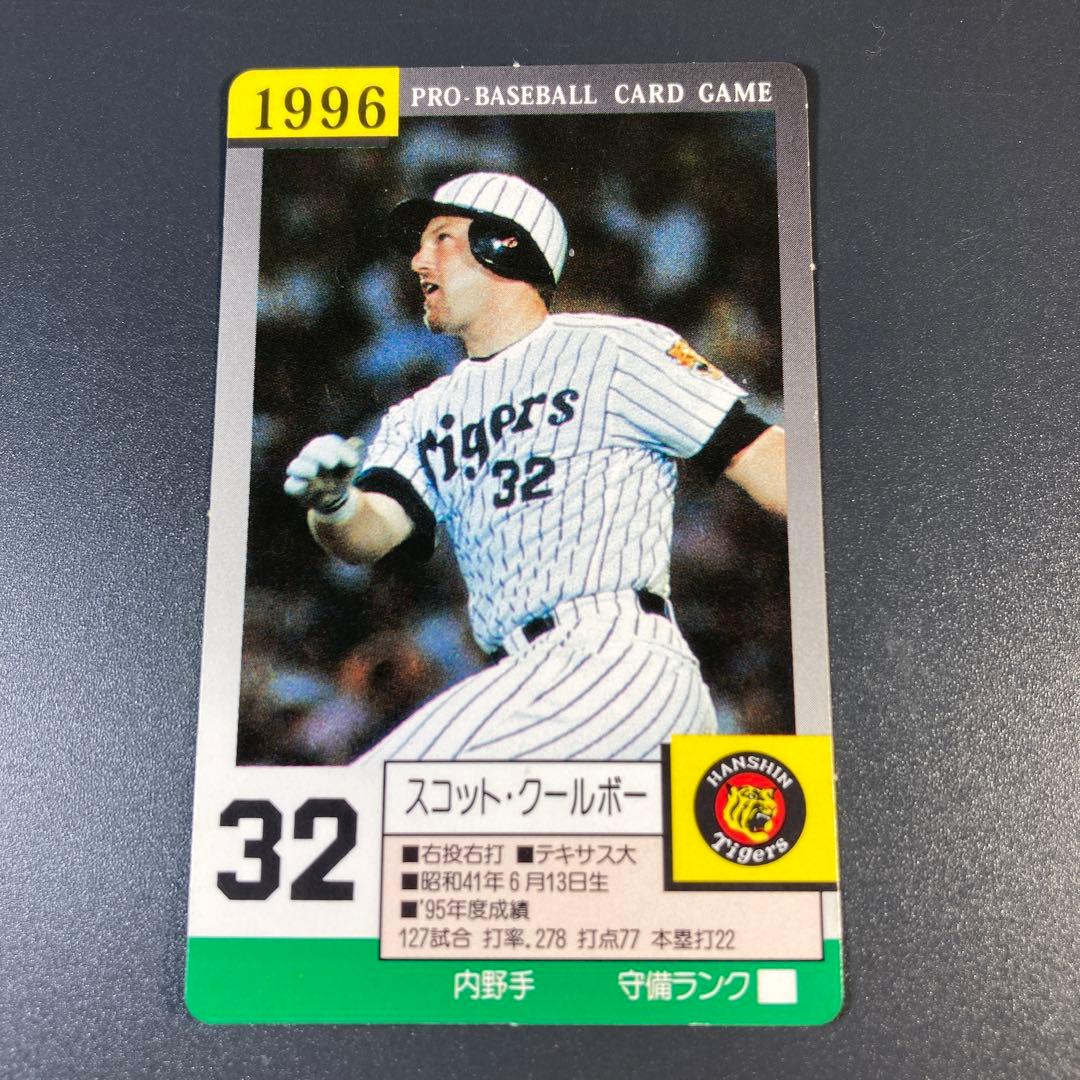 1996
PRO-BASEBALL CARD GAME
Tigers
32
スコット・クールボー
HANSHIN
Tigers
32
■右投右打 ■テキサス大
■昭和41年6月13日生
■'95年度成績
127試合 打率.278 打点77 本塁打22
内野手 守備ランク